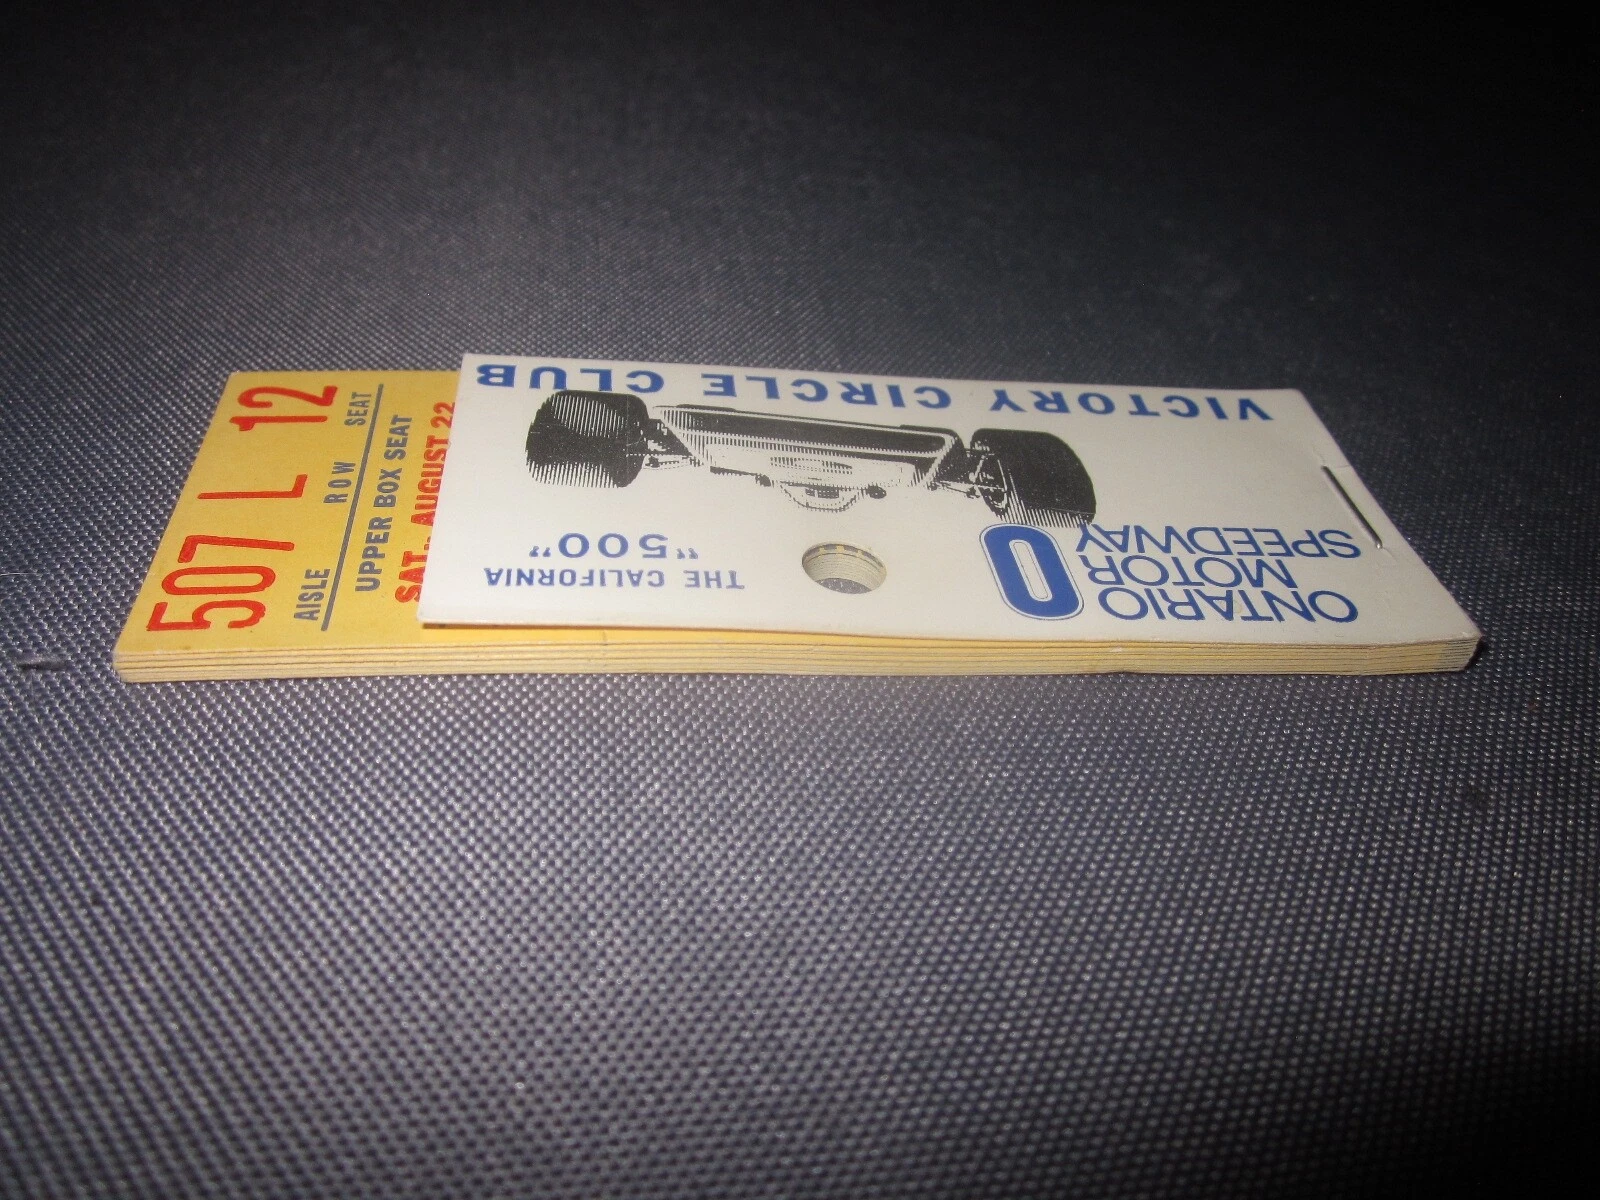 507 L 12
AISLE ROW SEAT
UPPER BOX SEAT
SAT., AUGUST 22
ONTARIO
MOTOR
SPEEDWAY
THE CALIFORNIA
"500"
VICTORY CIRCLE CLUB